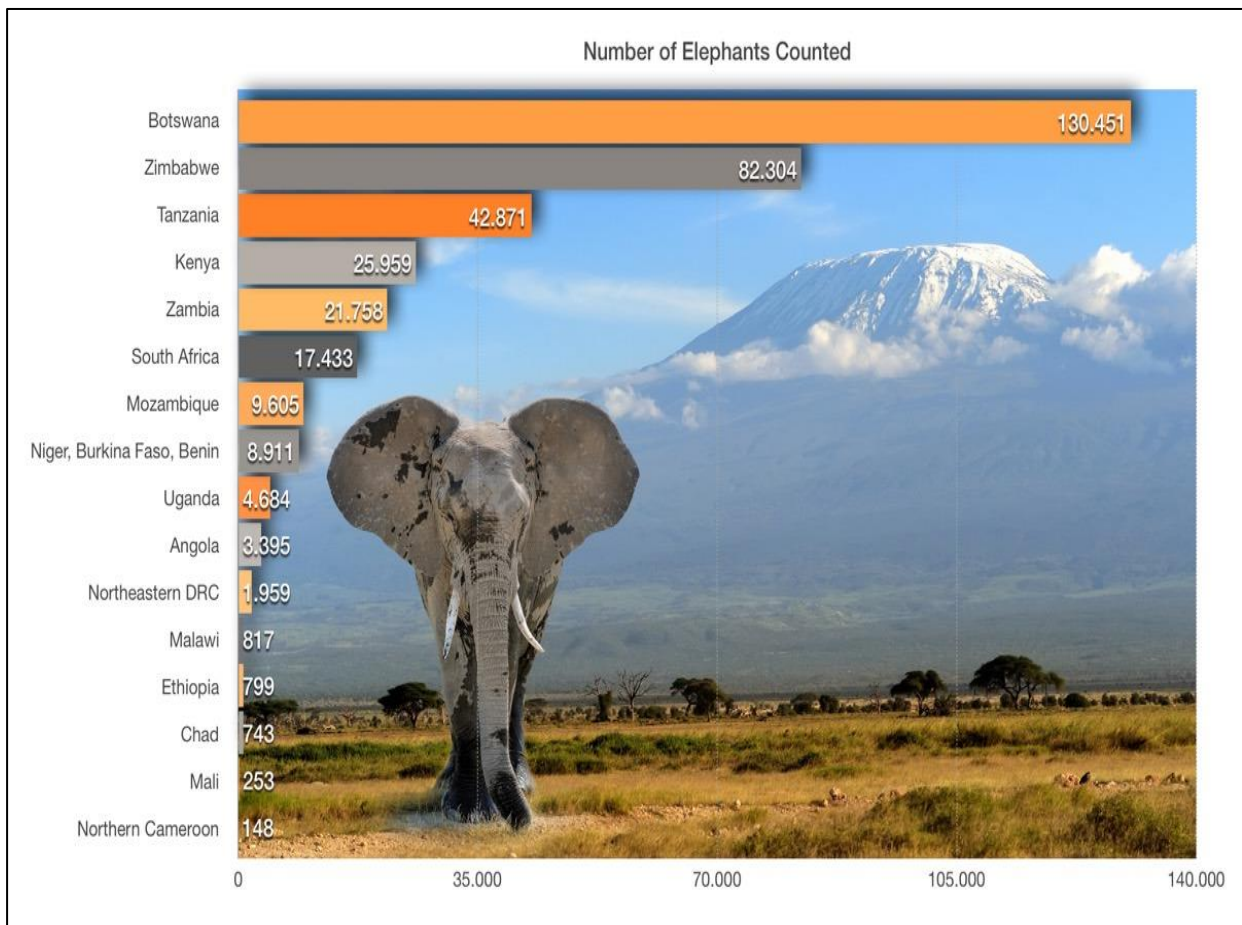 Number of Elephants Counted
Botswana 130.451
Zimbabwe 82.304
Tanzania 42.871
Kenya 25.959
Zambia 21.758
South Africa 17.433
Mozambique 9.605
Niger, Burkina Faso, Benin 8.911
Uganda 4.684
Angola 3.395
Northeastern DRC 1.959
Malawi 817
Ethiopia 799
Chad 743
Mali 253
Northern Cameroon 148
0 35.000 70.000 105.000 140.000